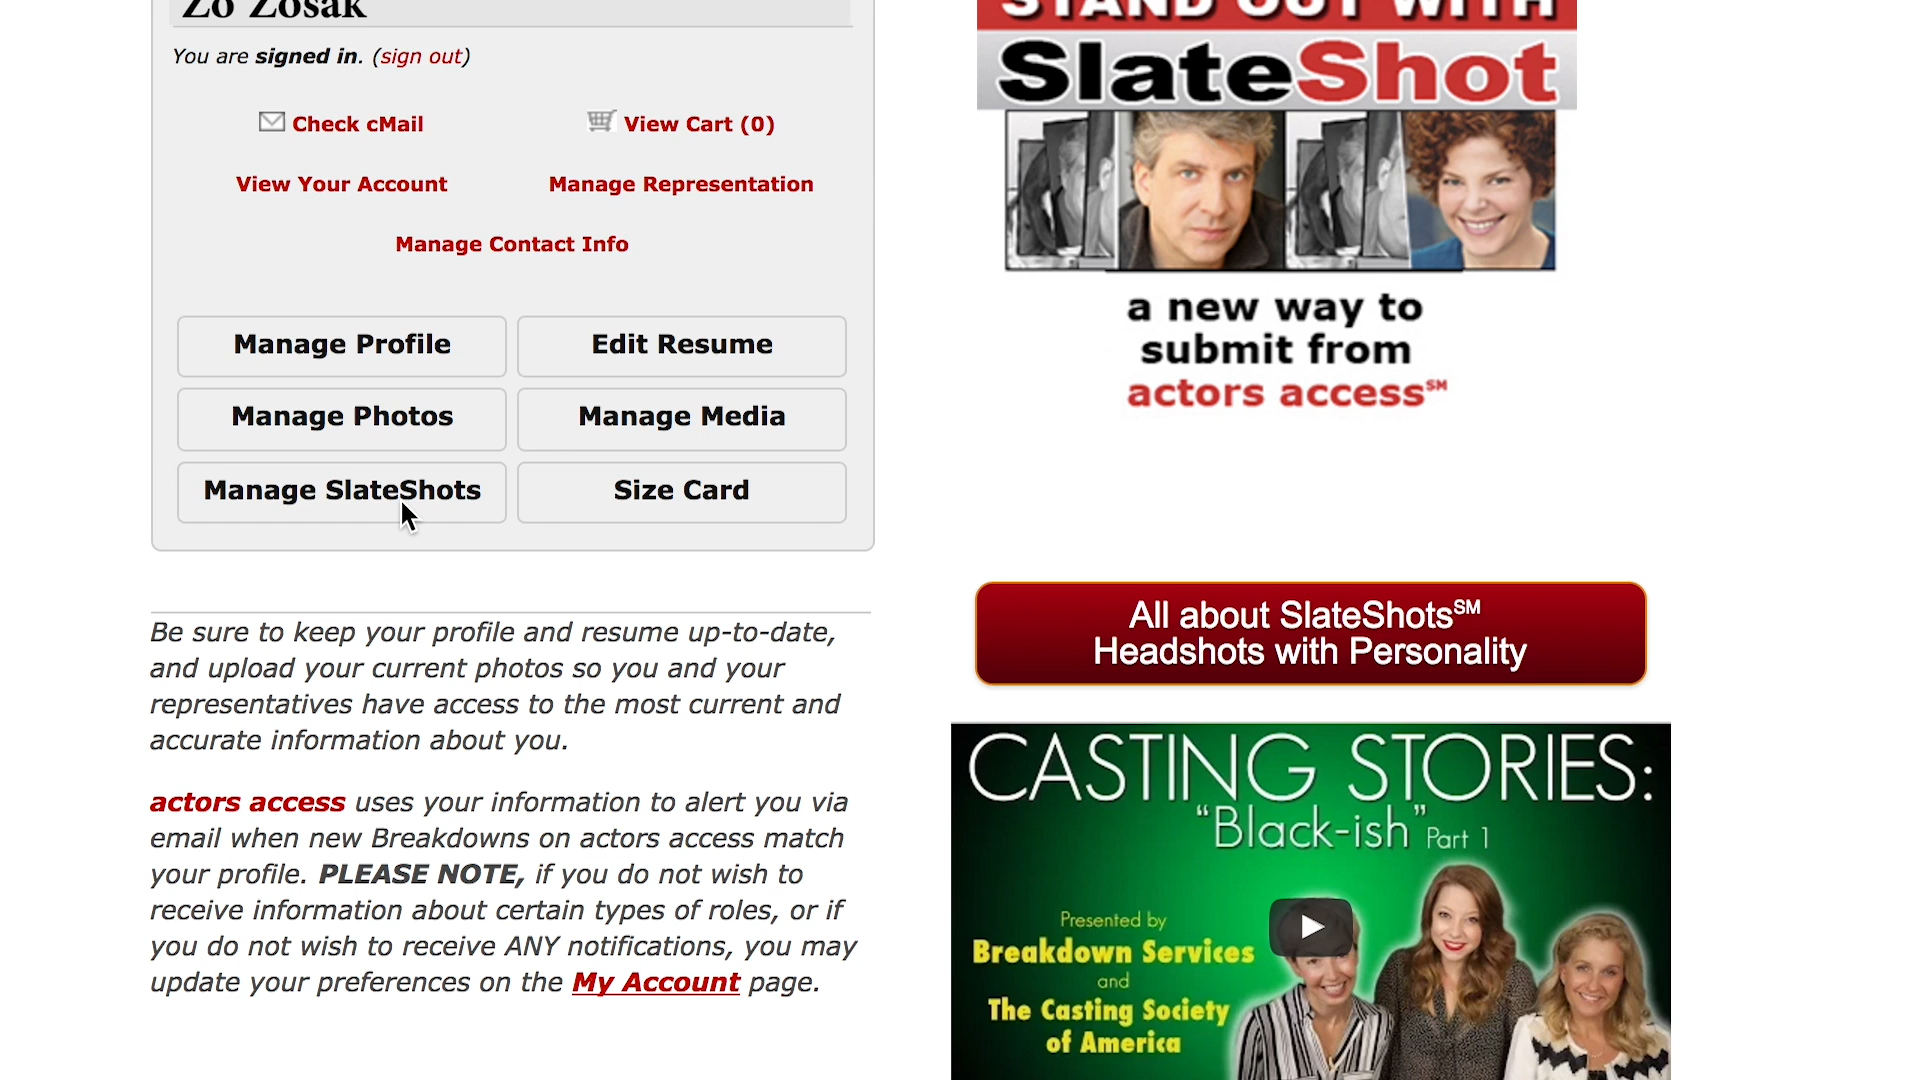 Zo Zosak
You are signed in. (sign out)
Check cMail
View Cart (0)
View Your Account
Manage Representation
Manage Contact Info
Manage Profile
Edit Resume
Manage Photos
Manage Media
Manage SlateShots
Size Card
Be sure to keep your profile and resume up-to-date,
and upload your current photos so you and your
representatives have access to the most current and
accurate information about you.
actors access uses your information to alert you via
email when new Breakdowns on actors access match
your profile. PLEASE NOTE, if you do not wish to
receive information about certain types of roles, or if
you do not wish to receive ANY notifications, you may
update your preferences on the My Account page.
STAND OUT WITH
SlateShot
a new way to
submit from
actors access℠
All about SlateShots℠
Headshots with Personality
CASTING STORIES:
“Black-ish” Part 1
Presented by
Breakdown Services
and
The Casting Society
of America